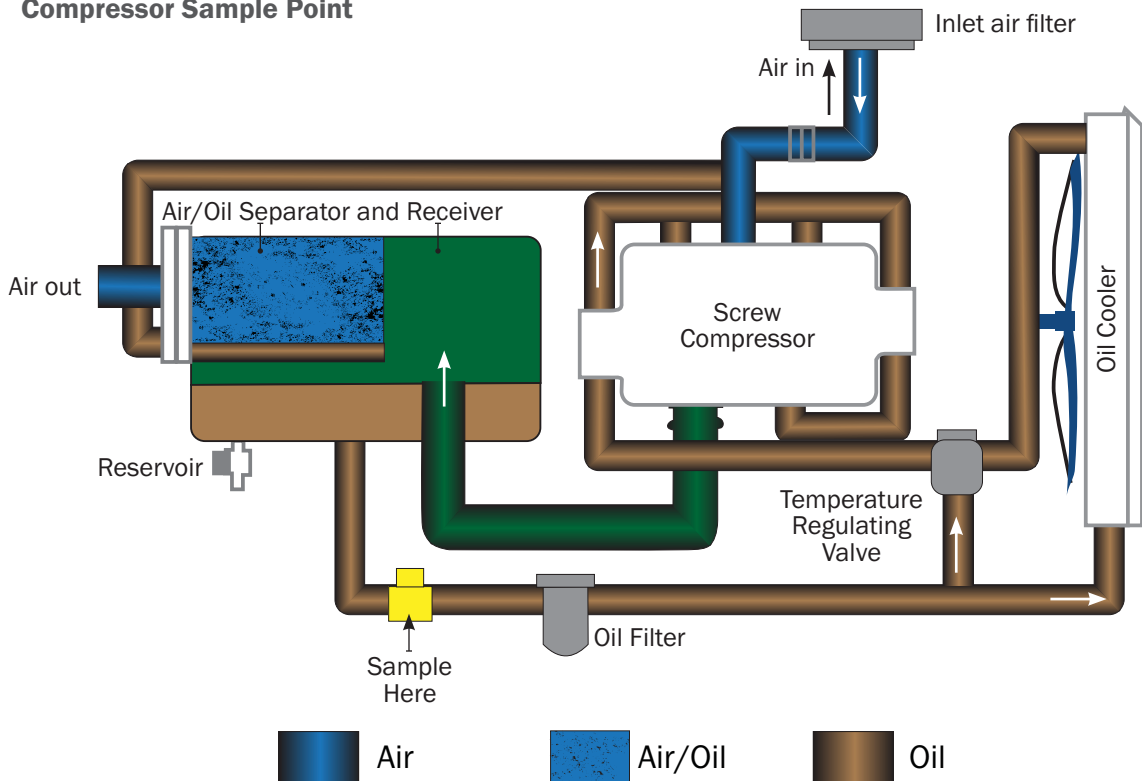 Compressor Sample Point
Inlet air filter
Air in
Air/Oil Separator and Receiver
Air out
Screw
Compressor
Oil Cooler
Reservoir
Temperature
Regulating
Valve
Oil Filter
Sample
Here
Air
Air/Oil
Oil